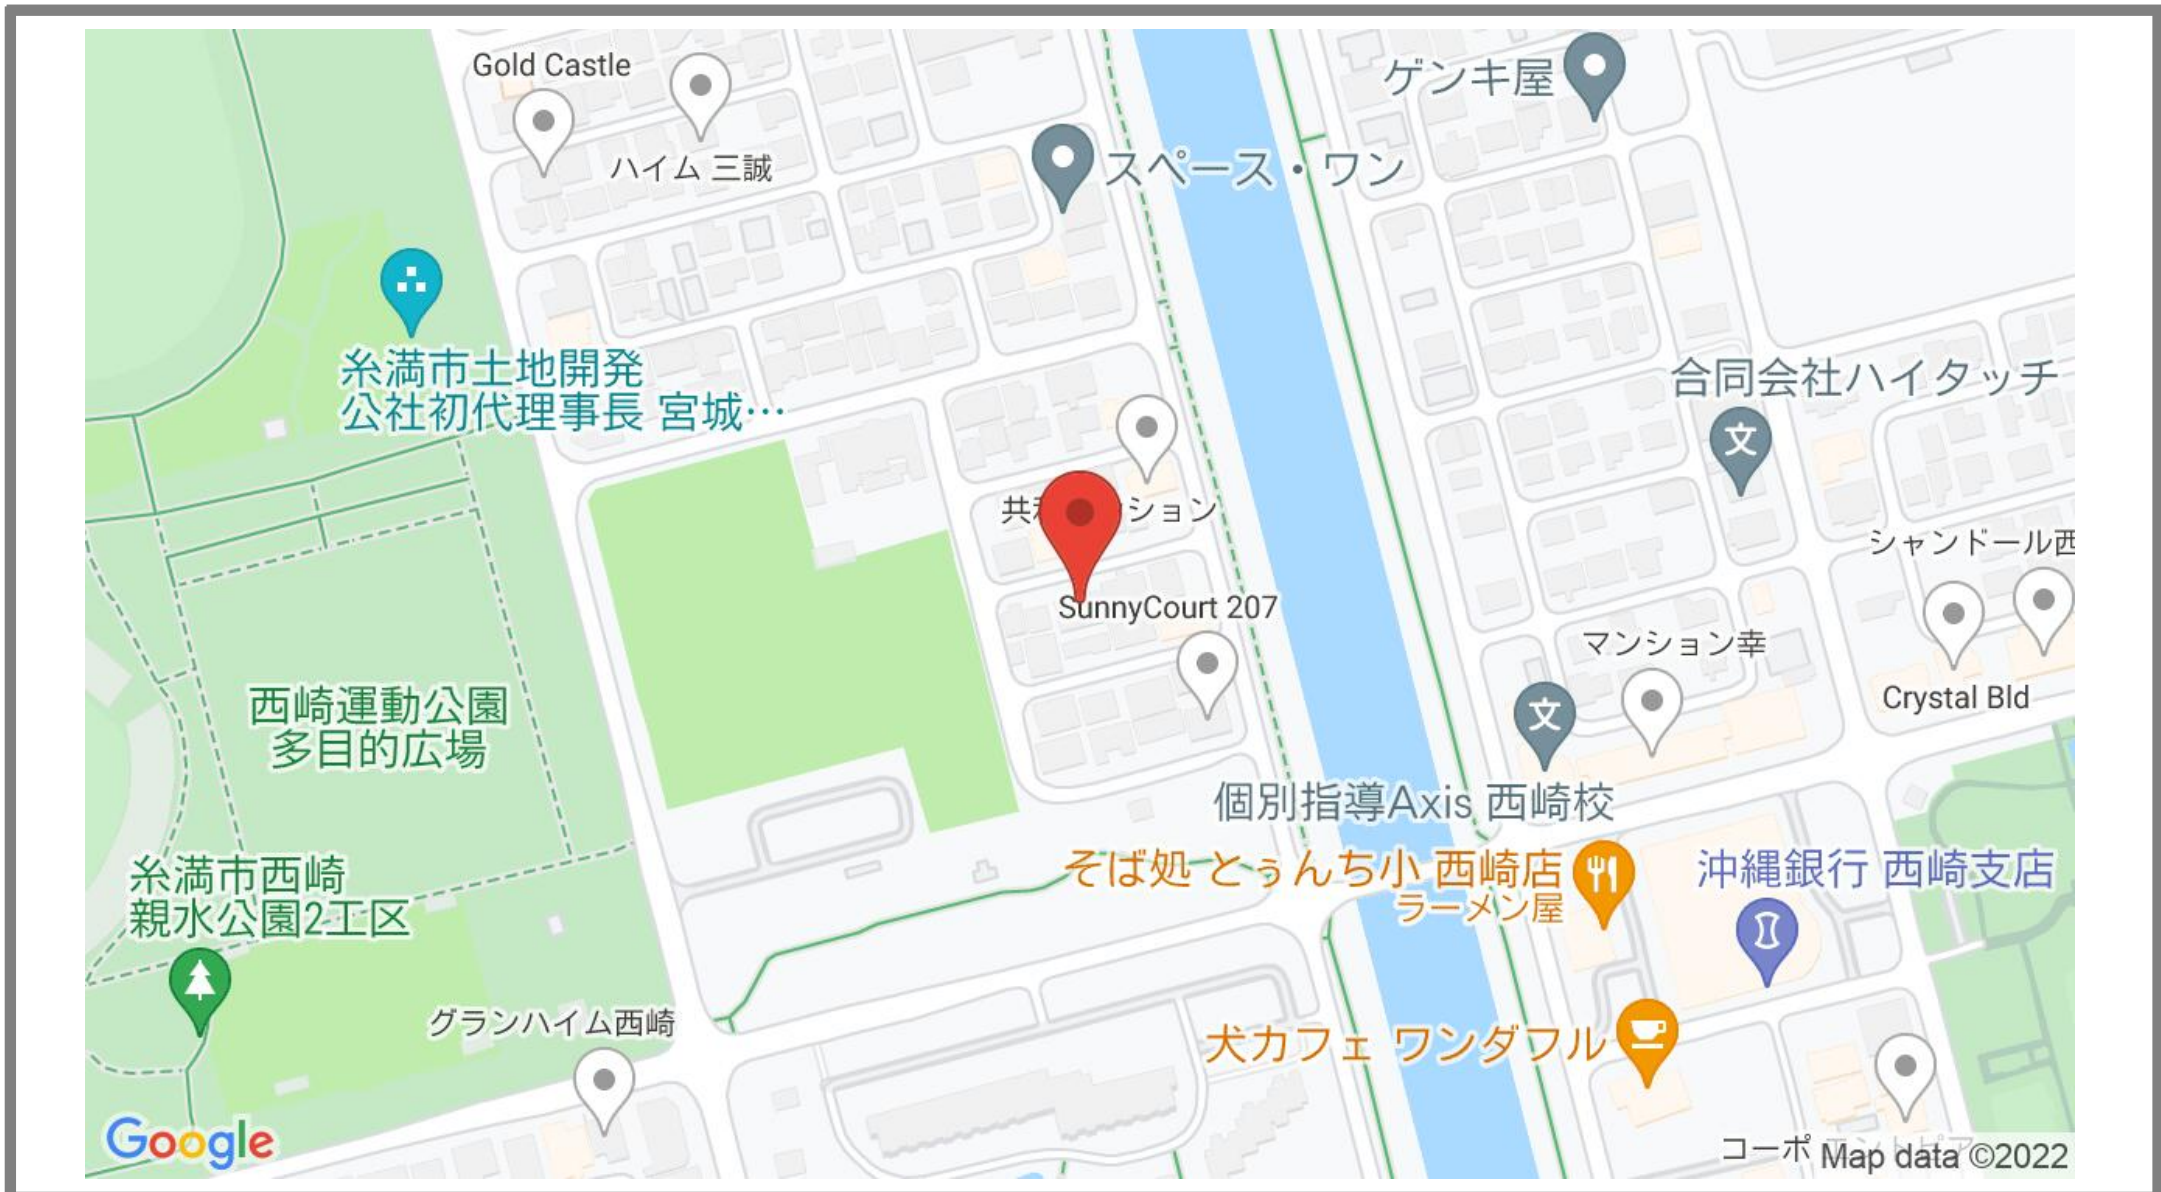 Gold Castle
ゲンキ屋
ハイム 三誠
スペース・ワン
糸満市土地開発
公社初代理事長 宮城…
合同会社ハイタッチ
文
共 ション
シャンドール西
SunnyCourt 207
マンション幸
西崎運動公園
多目的広場
Crystal Bld
文
個別指導Axis 西崎校
そば処 とぅんち小 西崎店
ラーメン屋
沖縄銀行 西崎支店
糸満市西崎
親水公園2工区
グランハイム西崎
犬カフェ ワンダフル
コーポ
Google
Map data ©2022